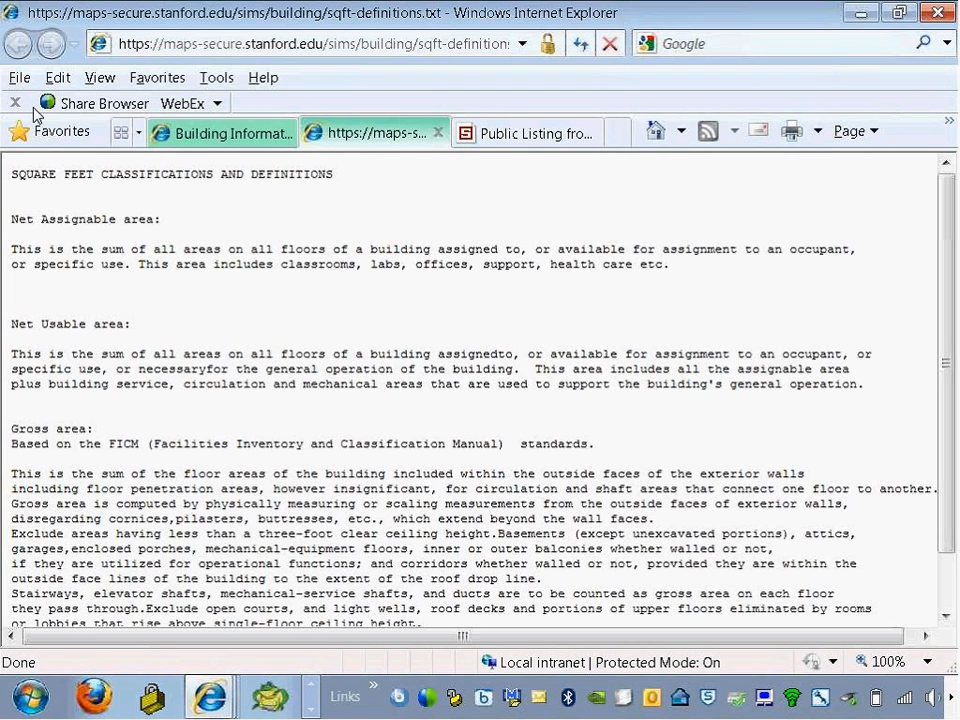 https://maps-secure.stanford.edu/sims/building/sqft-definitions.txt - Windows Internet Explorer
https://maps-secure.stanford.edu/sims/building/sqft-definitions
Google
File Edit View Favorites Tools Help
Share Browser WebEx
Favorites Building Informat... https://maps-s... Public Listing fro... Page
SQUARE FEET CLASSIFICATIONS AND DEFINITIONS
Net Assignable area:
This is the sum of all areas on all floors of a building assigned to, or available for assignment to an occupant,
or specific use. This area includes classrooms, labs, offices, support, health care etc.
Net Usable area:
This is the sum of all areas on all floors of a building assignedto, or available for assignment to an occupant, or
specific use, or necessaryfor the general operation of the building. This area includes all the assignable area
plus building service, circulation and mechanical areas that are used to support the building's general operation.
Gross area:
Based on the FICM (Facilities Inventory and Classification Manual) standards.
This is the sum of the floor areas of the building included within the outside faces of the exterior walls
including floor penetration areas, however insignificant, for circulation and shaft areas that connect one floor to another.
Gross area is computed by physically measuring or scaling measurements from the outside faces of exterior walls,
disregarding cornices,pilasters, buttresses, etc., which extend beyond the wall faces.
Exclude areas having less than a three-foot clear ceiling height.Basements (except unexcavated portions), attics,
garages,enclosed porches, mechanical-equipment floors, inner or outer balconies whether walled or not,
if they are utilized for operational functions; and corridors whether walled or not, provided they are within the
outside face lines of the building to the extent of the roof drop line.
Stairways, elevator shafts, mechanical-service shafts, and ducts are to be counted as gross area on each floor
they pass through.Exclude open courts, and light wells, roof decks and portions of upper floors eliminated by rooms
or lobbies that rise above single-floor ceiling height.
Done Local intranet | Protected Mode: On 100%
Links